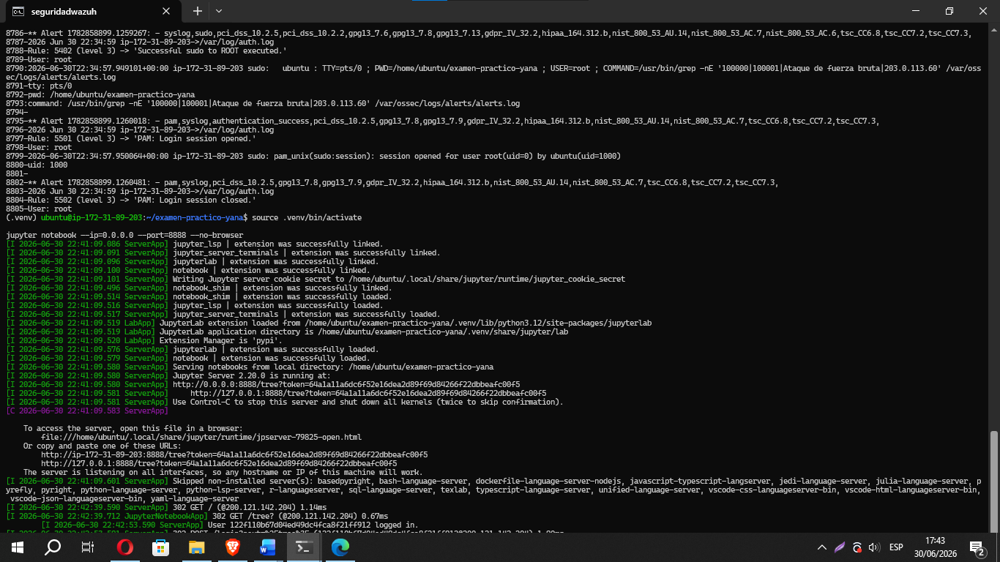 seguridadwazuh
8786-** Alert 1782858899.1259267: - syslog,sudo,pci_dss_10.2.5,pci_dss_10.2.2,gpg13_7.6,gpg13_7.8,gpg13_7.13,gdpr_IV_32.2,hipaa_164.312.b,nist_800_53_AU.14,nist_800_53_AC.7,nist_800_53_AC.6,tsc_CC6.8,tsc_CC7.2,tsc_CC7.3,
8787-2026 Jun 30 22:34:59 ip-172-31-89-203->/var/log/auth.log
8788-Rule: 5402 (level 3) -> 'Successful sudo to ROOT executed.'
8789-User: root
8790:2026-06-30T22:34:57.949101+00:00 ip-172-31-89-203 sudo:   ubuntu : TTY=pts/0 ; PWD=/home/ubuntu/examen-practico-yana ; USER=root ; COMMAND=/usr/bin/grep -nE '100000|100001|Ataque de fuerza bruta|203.0.113.60' /var/oss
ec/logs/alerts/alerts.log
8791-tty: pts/0
8792-pwd: /home/ubuntu/examen-practico-yana
8793:command: /usr/bin/grep -nE '100000|100001|Ataque de fuerza bruta|203.0.113.60' /var/ossec/logs/alerts/alerts.log
8794-
8795-** Alert 1782858899.1260018: - pam,syslog,authentication_success,pci_dss_10.2.5,gpg13_7.8,gpg13_7.9,gdpr_IV_32.2,hipaa_164.312.b,nist_800_53_AU.14,nist_800_53_AC.7,tsc_CC6.8,tsc_CC7.2,tsc_CC7.3,
8796-2026 Jun 30 22:34:59 ip-172-31-89-203->/var/log/auth.log
8797-Rule: 5501 (level 3) -> 'PAM: Login session opened.'
8798-User: root
8799-2026-06-30T22:34:57.950064+00:00 ip-172-31-89-203 sudo: pam_unix(sudo:session): session opened for user root(uid=0) by ubuntu(uid=1000)
8800-uid: 1000
8801-
8802-** Alert 1782858899.1260481: - pam,syslog,pci_dss_10.2.5,gpg13_7.8,gpg13_7.9,gdpr_IV_32.2,hipaa_164.312.b,nist_800_53_AU.14,nist_800_53_AC.7,tsc_CC6.8,tsc_CC7.2,tsc_CC7.3,
8803-2026 Jun 30 22:34:59 ip-172-31-89-203->/var/log/auth.log
8804-Rule: 5502 (level 3) -> 'PAM: Login session closed.'
8805-User: root
(.venv) ubuntu@ip-172-31-89-203:~/examen-practico-yana$ source .venv/bin/activate
jupyter notebook --ip=0.0.0.0 --port=8888 --no-browser
[I 2026-06-30 22:41:09.086 ServerApp] jupyter_lsp | extension was successfully linked.
[I 2026-06-30 22:41:09.091 ServerApp] jupyter_server_terminals | extension was successfully linked.
[I 2026-06-30 22:41:09.096 ServerApp] jupyterlab | extension was successfully linked.
[I 2026-06-30 22:41:09.100 ServerApp] notebook | extension was successfully linked.
[I 2026-06-30 22:41:09.101 ServerApp] Writing Jupyter server cookie secret to /home/ubuntu/.local/share/jupyter/runtime/jupyter_cookie_secret
[I 2026-06-30 22:41:09.496 ServerApp] notebook_shim | extension was successfully linked.
[I 2026-06-30 22:41:09.514 ServerApp] notebook_shim | extension was successfully loaded.
[I 2026-06-30 22:41:09.516 ServerApp] jupyter_lsp | extension was successfully loaded.
[I 2026-06-30 22:41:09.517 ServerApp] jupyter_server_terminals | extension was successfully loaded.
[I 2026-06-30 22:41:09.519 LabApp] JupyterLab extension loaded from /home/ubuntu/examen-practico-yana/.venv/lib/python3.12/site-packages/jupyterlab
[I 2026-06-30 22:41:09.519 LabApp] JupyterLab application directory is /home/ubuntu/examen-practico-yana/.venv/share/jupyter/lab
[I 2026-06-30 22:41:09.520 LabApp] Extension Manager is 'pypi'.
[I 2026-06-30 22:41:09.576 ServerApp] jupyterlab | extension was successfully loaded.
[I 2026-06-30 22:41:09.579 ServerApp] notebook | extension was successfully loaded.
[I 2026-06-30 22:41:09.580 ServerApp] Serving notebooks from local directory: /home/ubuntu/examen-practico-yana
[I 2026-06-30 22:41:09.580 ServerApp] Jupyter Server 2.20.0 is running at:
[I 2026-06-30 22:41:09.580 ServerApp] http://0.0.0.0:8888/tree?token=64a1a11a6dc6f52e16dea2d89f69d84266f22dbbeafc00f5
[I 2026-06-30 22:41:09.581 ServerApp]     http://127.0.0.1:8888/tree?token=64a1a11a6dc6f52e16dea2d89f69d84266f22dbbeafc00f5
[I 2026-06-30 22:41:09.581 ServerApp] Use Control-C to stop this server and shut down all kernels (twice to skip confirmation).
[C 2026-06-30 22:41:09.583 ServerApp]
To access the server, open this file in a browser:
file:///home/ubuntu/.local/share/jupyter/runtime/jpserver-79825-open.html
Or copy and paste one of these URLs:
http://ip-172-31-89-203:8888/tree?token=64a1a11a6dc6f52e16dea2d89f69d84266f22dbbeafc00f5
http://127.0.0.1:8888/tree?token=64a1a11a6dc6f52e16dea2d89f69d84266f22dbbeafc00f5
The server is listening on all interfaces, so any hostname or IP of this machine will work.
[I 2026-06-30 22:41:09.601 ServerApp] Skipped non-installed server(s): basedpyright, bash-language-server, dockerfile-language-server-nodejs, javascript-typescript-langserver, jedi-language-server, julia-language-server, p
yrefly, pyright, python-language-server, python-lsp-server, r-languageserver, sql-language-server, texlab, typescript-language-server, unified-language-server, vscode-css-languageserver-bin, vscode-html-languageserver-bin,
vscode-json-languageserver-bin, yaml-language-server
[I 2026-06-30 22:42:39.590 ServerApp] 302 GET / (@200.121.142.204) 1.14ms
[I 2026-06-30 22:42:39.712 JupyterNotebookApp] 302 GET /tree? (@200.121.142.204) 0.67ms
[I 2026-06-30 22:42:53.590 ServerApp] User 122f110b67d04ed49dc4fca8f21ff912 logged in.
ESP
17:43
30/06/2026
2